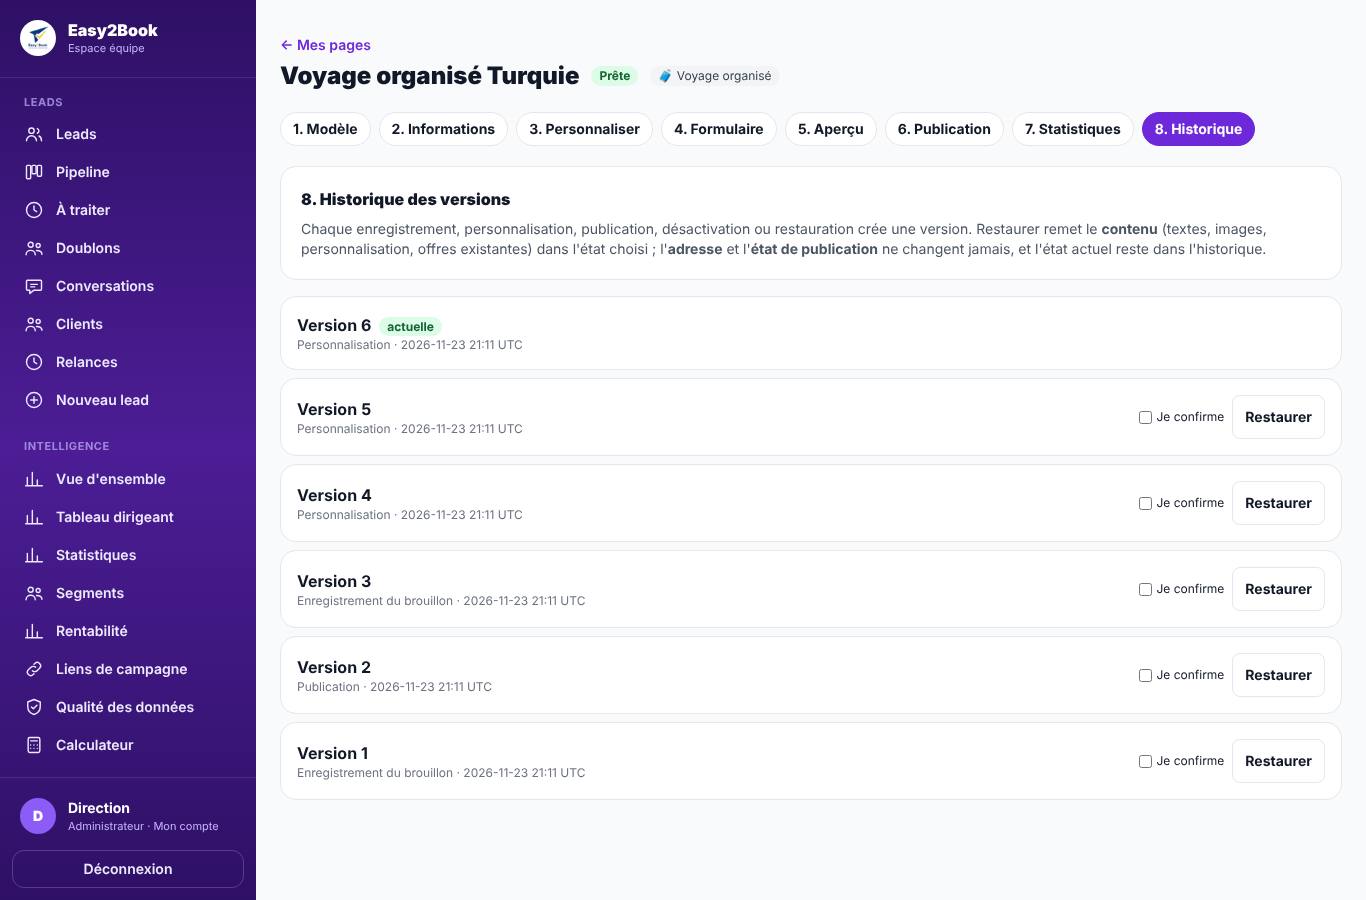 Easy2Book
Espace équipe
LEADS
Leads
Pipeline
À traiter
Doublons
Conversations
Clients
Relances
Nouveau lead
INTELLIGENCE
Vue d'ensemble
Tableau dirigeant
Statistiques
Segments
Rentabilité
Liens de campagne
Qualité des données
Calculateur
D
Direction
Administrateur · Mon compte
Déconnexion
← Mes pages
Voyage organisé Turquie Prête Voyage organisé
1. Modèle 2. Informations 3. Personnaliser 4. Formulaire 5. Aperçu 6. Publication 7. Statistiques 8. Historique
8. Historique des versions
Chaque enregistrement, personnalisation, publication, désactivation ou restauration crée une version. Restaurer remet le contenu (textes, images,
personnalisation, offres existantes) dans l'état choisi ; l'adresse et l'état de publication ne changent jamais, et l'état actuel reste dans l'historique.
Version 6 actuelle
Personnalisation · 2026-11-23 21:11 UTC
Version 5
Personnalisation · 2026-11-23 21:11 UTC
Je confirme Restaurer
Version 4
Personnalisation · 2026-11-23 21:11 UTC
Je confirme Restaurer
Version 3
Enregistrement du brouillon · 2026-11-23 21:11 UTC
Je confirme Restaurer
Version 2
Publication · 2026-11-23 21:11 UTC
Je confirme Restaurer
Version 1
Enregistrement du brouillon · 2026-11-23 21:11 UTC
Je confirme Restaurer